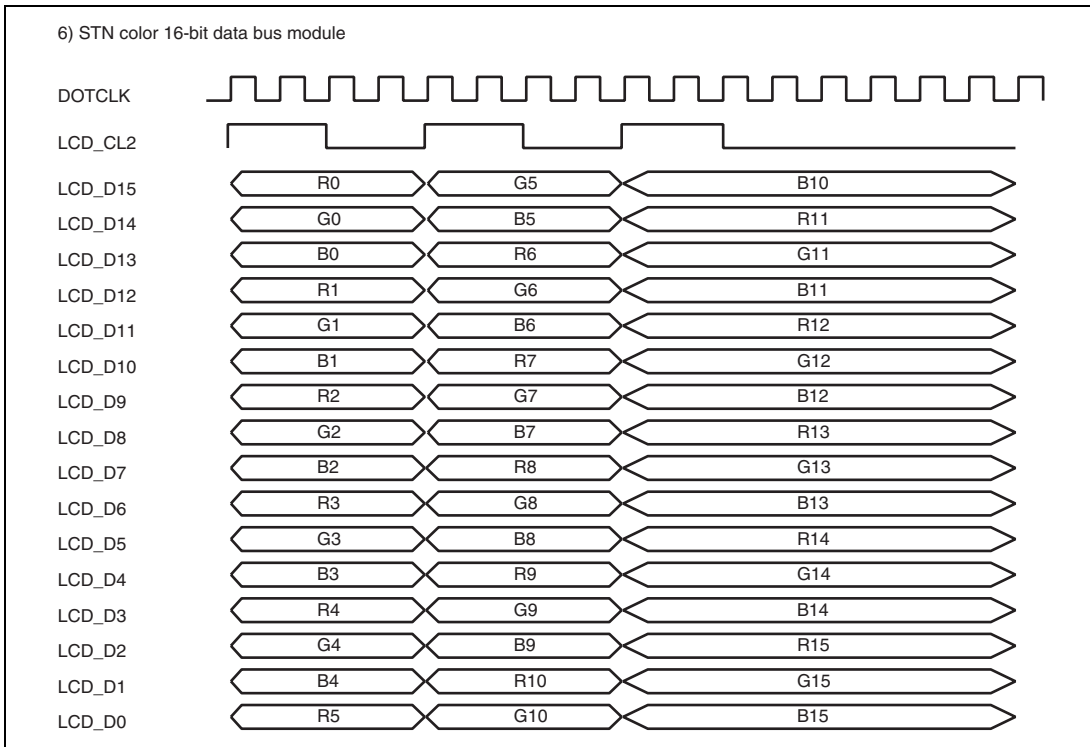 6) STN color 16-bit data bus module
DOTCLK
LCD_CL2
LCD_D15 R0 G5 B10
LCD_D14 G0 B5 R11
LCD_D13 B0 R6 G11
LCD_D12 R1 G6 B11
LCD_D11 G1 B6 R12
LCD_D10 B1 R7 G12
LCD_D9 R2 G7 B12
LCD_D8 G2 B7 R13
LCD_D7 B2 R8 G13
LCD_D6 R3 G8 B13
LCD_D5 G3 B8 R14
LCD_D4 B3 R9 G14
LCD_D3 R4 G9 B14
LCD_D2 G4 B9 R15
LCD_D1 B4 R10 G15
LCD_D0 R5 G10 B15